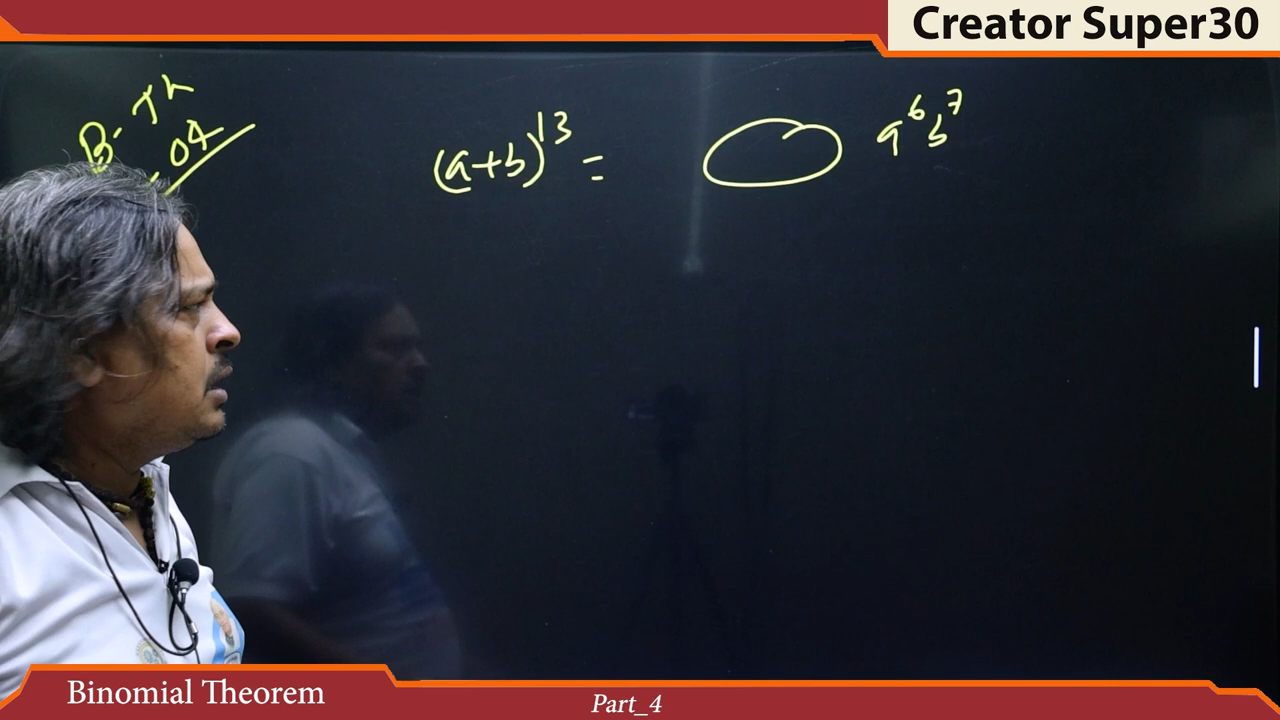 Creator Super30
B. Th
04
(a+b)^13 = a^6 b^7
Binomial Theorem
Part_4